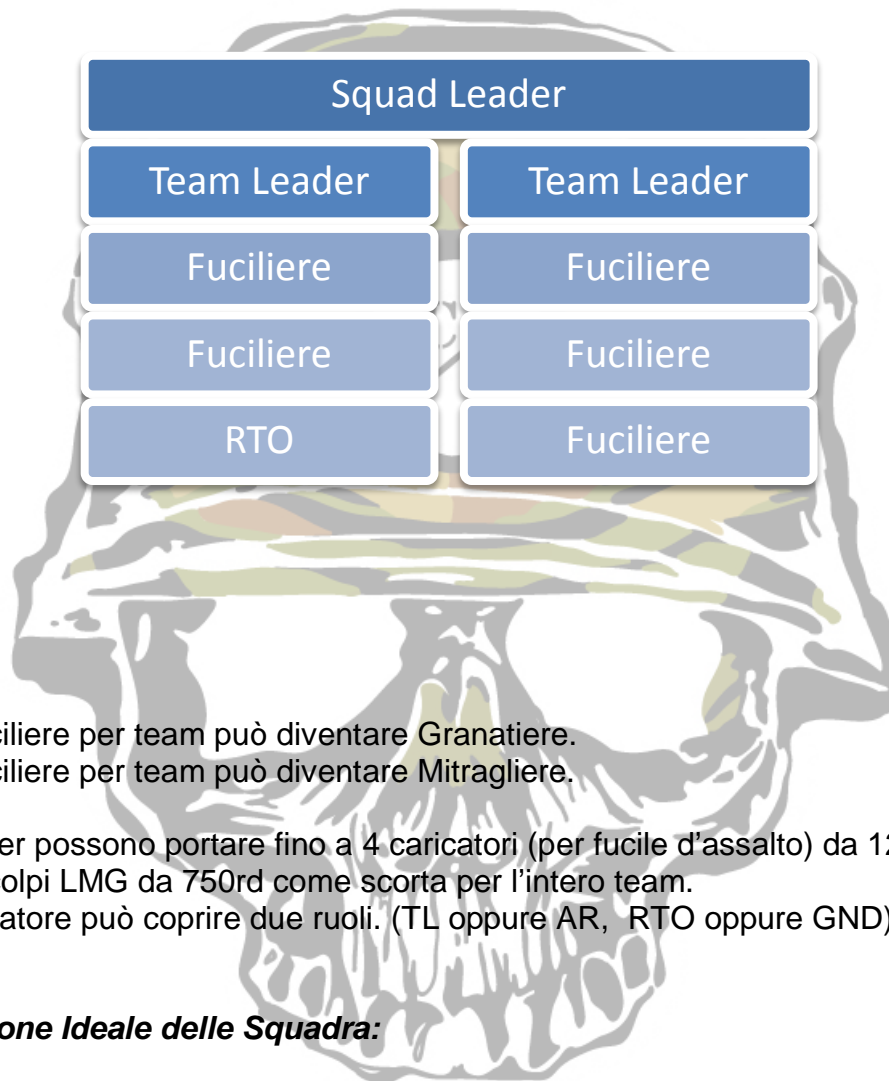 Squad Leader
Team Leader Team Leader
Fuciliere Fuciliere
Fuciliere Fuciliere
RTO Fuciliere
ciliere per team può diventare Granatiere.
ciliere per team può diventare Mitragliere.
er possono portare fino a 4 caricatori (per fucile d’assalto) da 12
colpi LMG da 750rd come scorta per l’intero team.
atore può coprire due ruoli. (TL oppure AR, RTO oppure GND)
one Ideale delle Squadra: